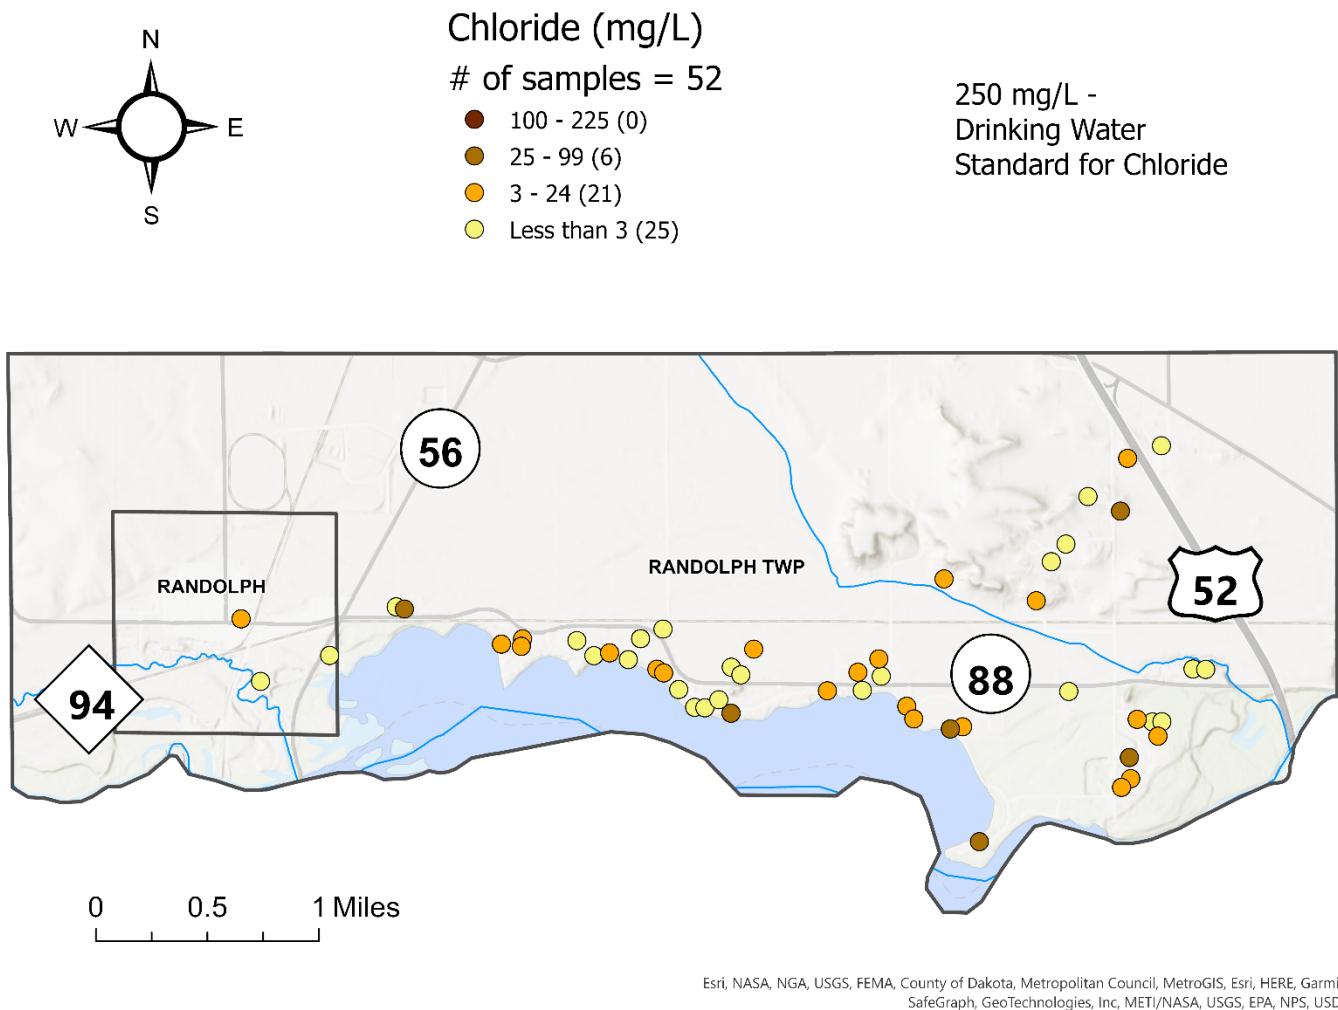 N
W
E
S
Chloride (mg/L)
# of samples = 52
100 - 225 (0)
25 - 99 (6)
3 - 24 (21)
Less than 3 (25)
250 mg/L -
Drinking Water
Standard for Chloride
56
RANDOLPH
RANDOLPH TWP
52
88
94
0 0.5 1 Miles
Esri, NASA, NGA, USGS, FEMA, County of Dakota, Metropolitan Council, MetroGIS, Esri, HERE, Garmi
SafeGraph, GeoTechnologies, Inc, METI/NASA, USGS, EPA, NPS, USD